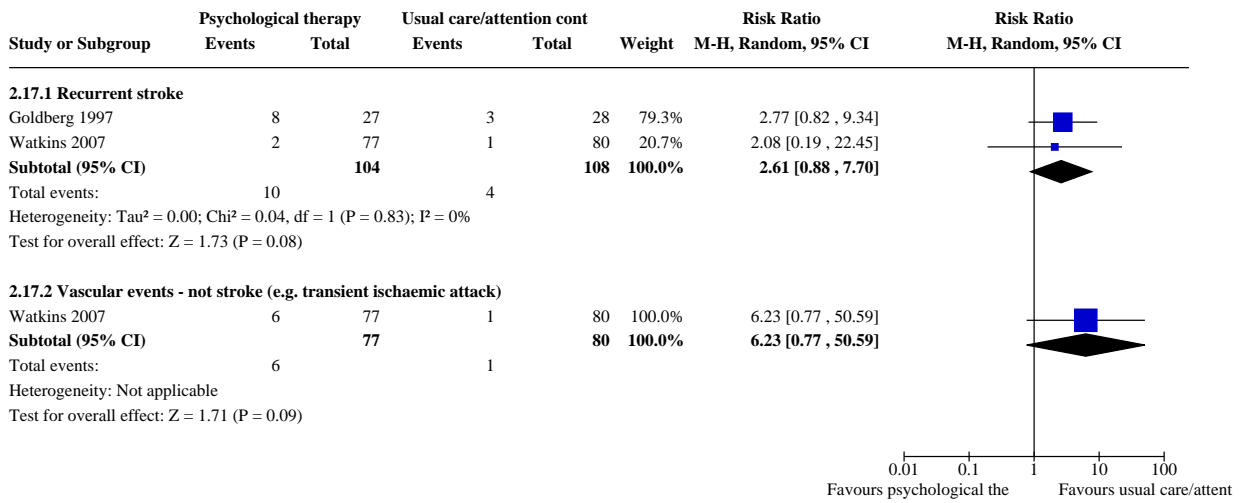 Psychological therapy Usual care/attention cont Risk Ratio Risk Ratio
Study or Subgroup Events Total Events Total Weight M-H, Random, 95% CI M-H, Random, 95% CI
2.17.1 Recurrent stroke
Goldberg 1997 8 27 3 28 79.3% 2.77 [0.82 , 9.34]
Watkins 2007 2 77 1 80 20.7% 2.08 [0.19 , 22.45]
Subtotal (95% CI) 104 108 100.0% 2.61 [0.88 , 7.70]
Total events: 10 4
Heterogeneity: Tau² = 0.00; Chi² = 0.04, df = 1 (P = 0.83); I² = 0%
Test for overall effect: Z = 1.73 (P = 0.08)
2.17.2 Vascular events - not stroke (e.g. transient ischaemic attack)
Watkins 2007 6 77 1 80 100.0% 6.23 [0.77 , 50.59]
Subtotal (95% CI) 77 80 100.0% 6.23 [0.77 , 50.59]
Total events: 6 1
Heterogeneity: Not applicable
Test for overall effect: Z = 1.71 (P = 0.09)
0.01 0.1 1 10 100
Favours psychological the Favours usual care/attent